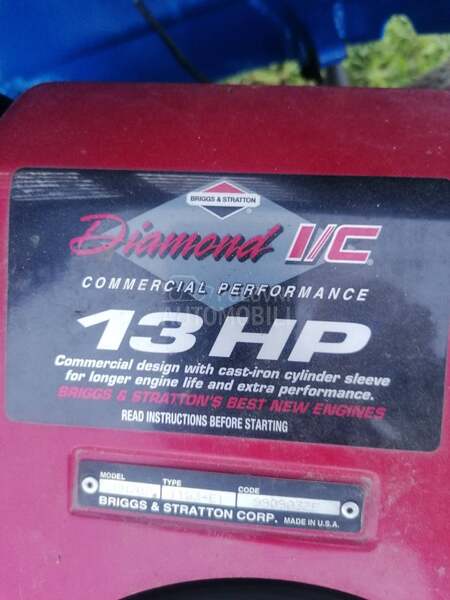 BRIGGS & STRATTON
Diamond I/C
COMMERCIAL PERFORMANCE
AUTOMOBILI
13 HP
Commercial design with cast-iron cylinder sleeve
for longer engine life and extra performance.
BRIGGS & STRATTON'S BEST NEW ENGINES
READ INSTRUCTIONS BEFORE STARTING
MODEL TYPE CODE
BRIGGS & STRATTON CORP. MADE IN U.S.A.